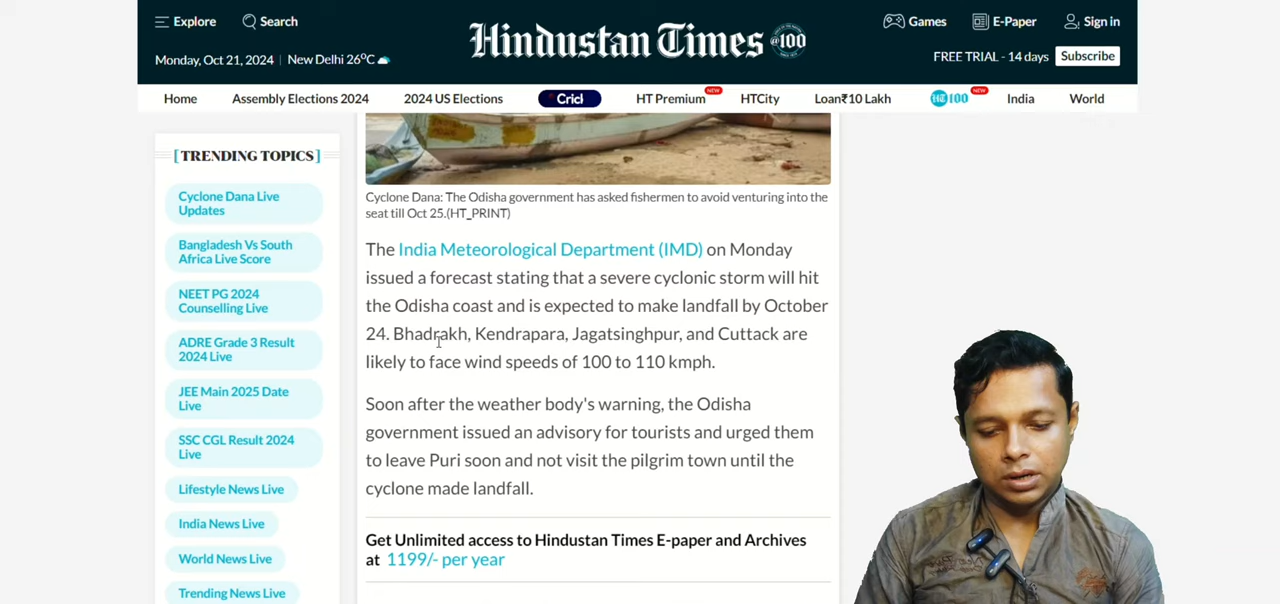 Explore Search Hindustan Times @100 Games E-Paper Sign in
Monday, Oct 21, 2024 New Delhi 26°C FREE TRIAL - 14 days Subscribe
Home Assembly Elections 2024 2024 US Elections Crick HT Premium NEW HTCity Loan₹10 Lakh HT100 NEW India World
[TRENDING TOPICS]
Cyclone Dana Live
Updates
Bangladesh Vs South
Africa Live Score
NEET PG 2024
Counselling Live
ADRE Grade 3 Result
2024 Live
JEE Main 2025 Date
Live
SSC CGL Result 2024
Live
Lifestyle News Live
India News Live
World News Live
Trending News Live
Cyclone Dana: The Odisha government has asked fishermen to avoid venturing into the
seat till Oct 25.(HT_PRINT)
The India Meteorological Department (IMD) on Monday
issued a forecast stating that a severe cyclonic storm will hit
the Odisha coast and is expected to make landfall by October
24. Bhadrakh, Kendrapara, Jagatsinghpur, and Cuttack are
likely to face wind speeds of 100 to 110 kmph.
Soon after the weather body's warning, the Odisha
government issued an advisory for tourists and urged them
to leave Puri soon and not visit the pilgrim town until the
cyclone made landfall.
Get Unlimited access to Hindustan Times E-paper and Archives
at 1199/- per year